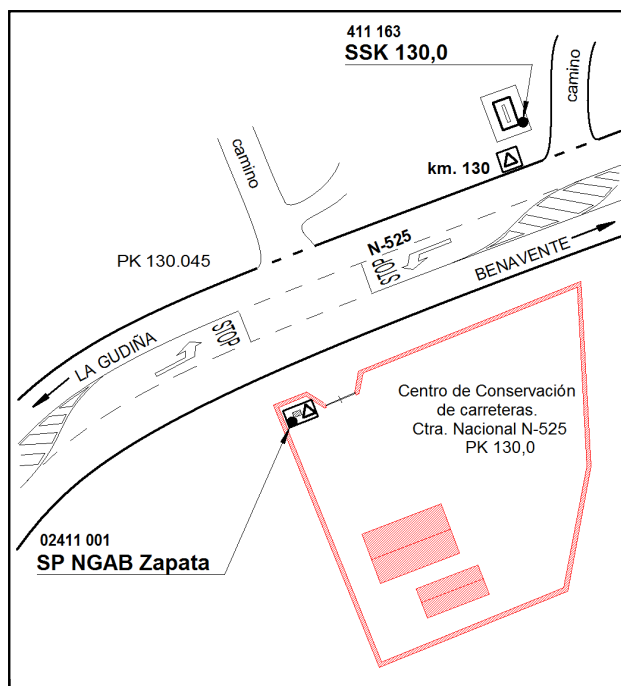 411 163
SSK 130,0
camino
camino
km. 130
N-525
PK 130.045
STOP
BENAVENTE
STOP
LA GUDIÑA
Centro de Conservación
de carreteras.
Ctra. Nacional N-525
PK 130,0
02411 001
SP NGAB Zapata